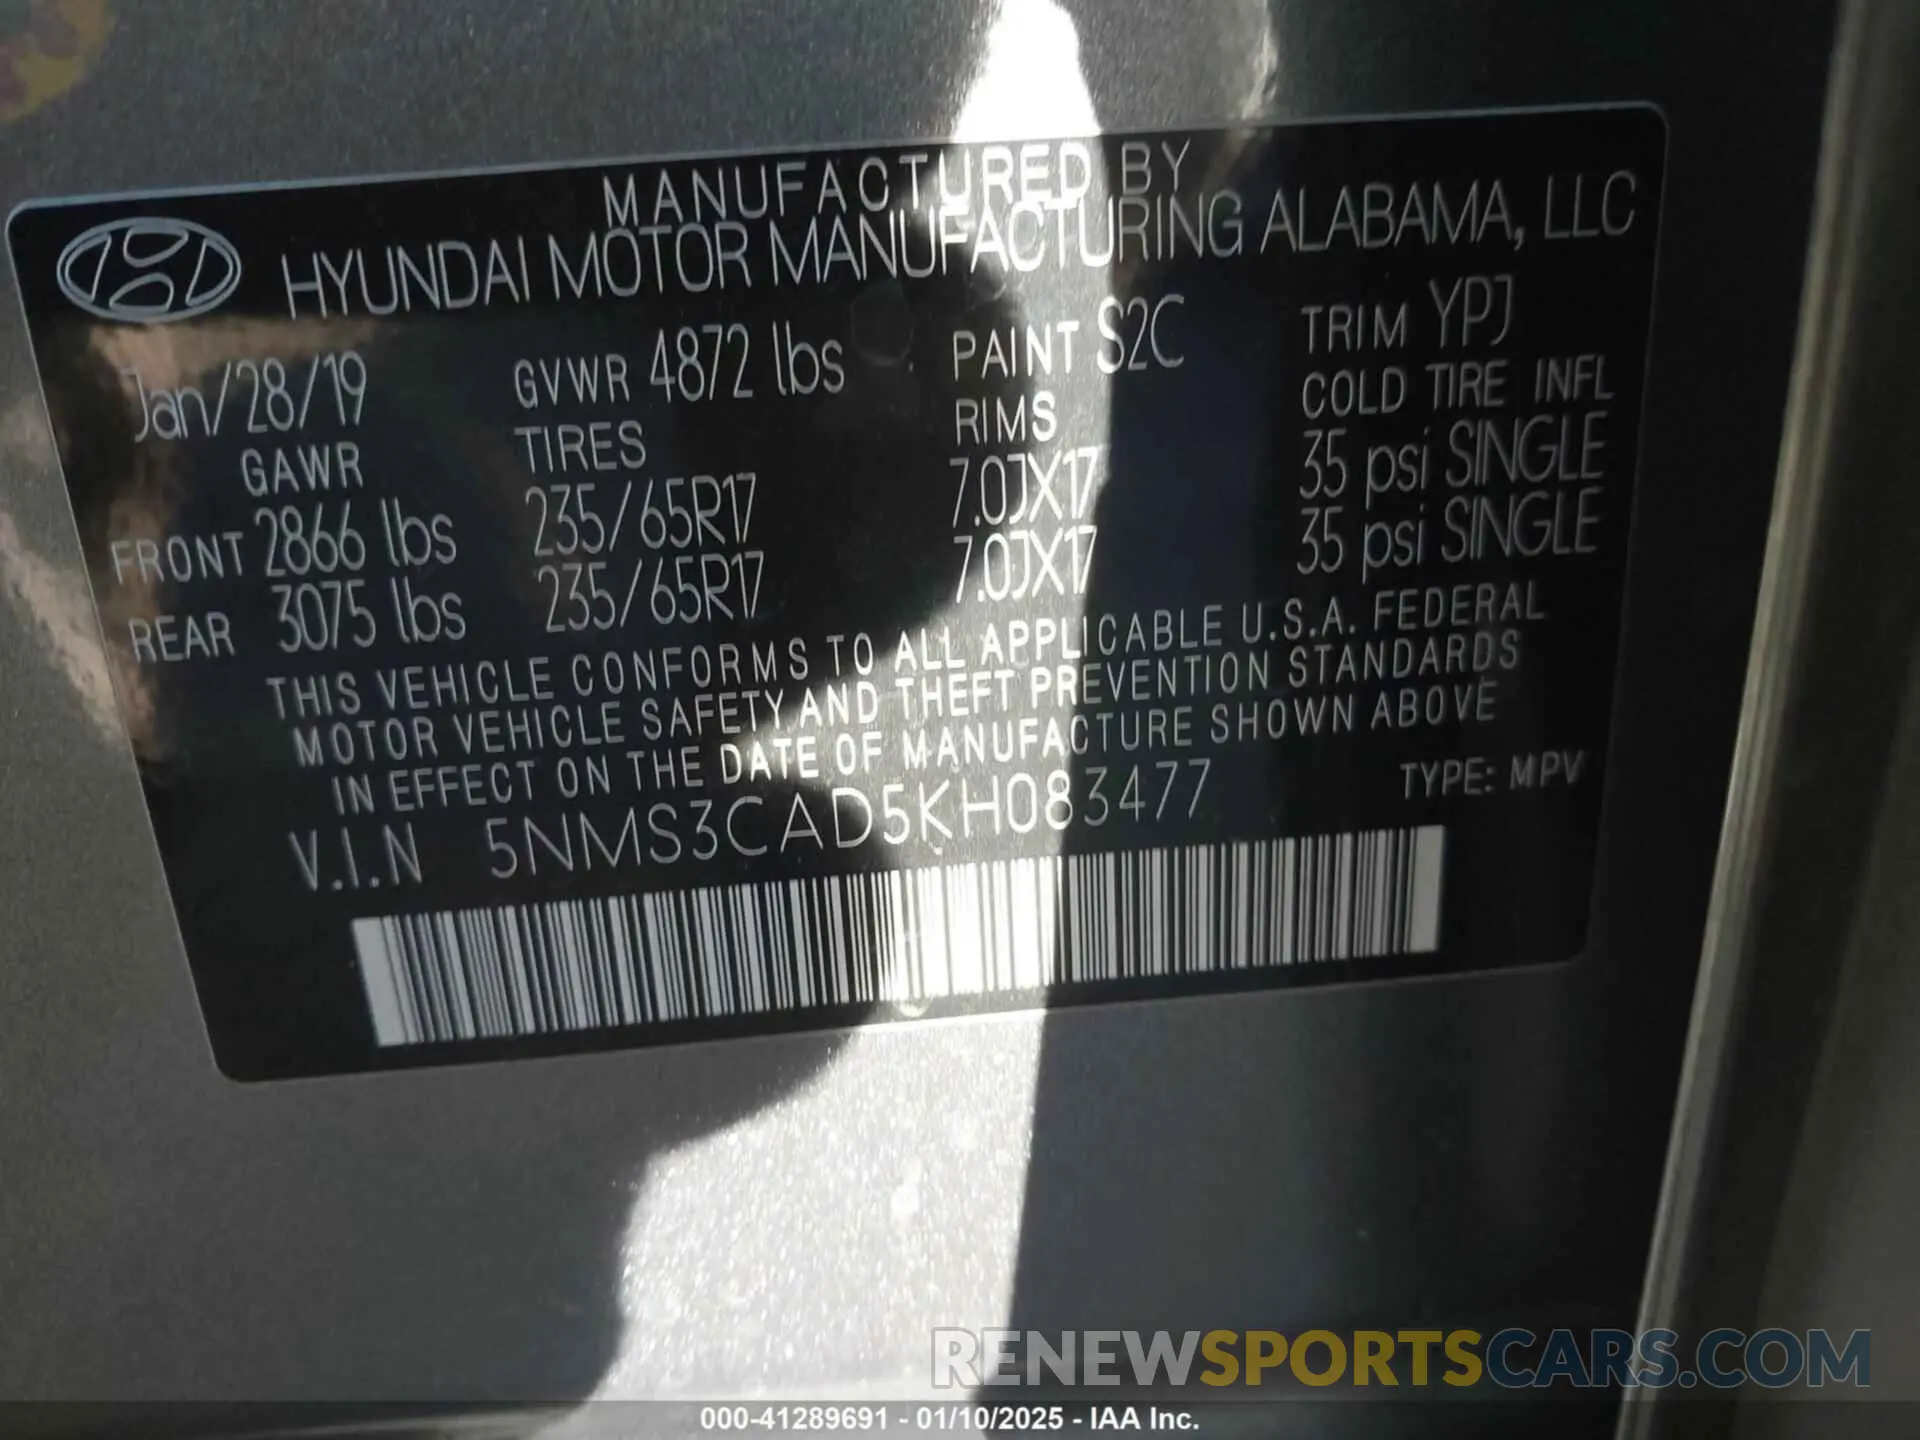 MANUFACTURED BY
HYUNDAI MOTOR MANUFACTURING ALABAMA, LLC
Jan/28/19 GVWR 4872 lbs PAINT S2C TRIM YPJ
GAWR TIRES RIMS COLD TIRE INFL
FRONT 2866 lbs 235/65R17 7.0JX17 35 psi SINGLE
REAR 3075 lbs 235/65R17 7.0JX17 35 psi SINGLE
THIS VEHICLE CONFORMS TO ALL APPLICABLE U.S.A. FEDERAL
MOTOR VEHICLE SAFETY AND THEFT PREVENTION STANDARDS
IN EFFECT ON THE DATE OF MANUFACTURE SHOWN ABOVE
V.I.N 5NMS3CAD5KH083477 TYPE: MPV
RENEWSPORTSCARS.COM
000-41289691 - 01/10/2025 - IAA Inc.